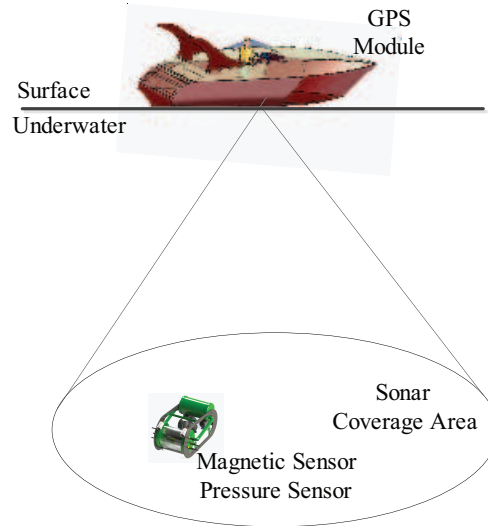 GPS
Module
Surface
Underwater
Sonar
Coverage Area
Magnetic Sensor
Pressure Sensor